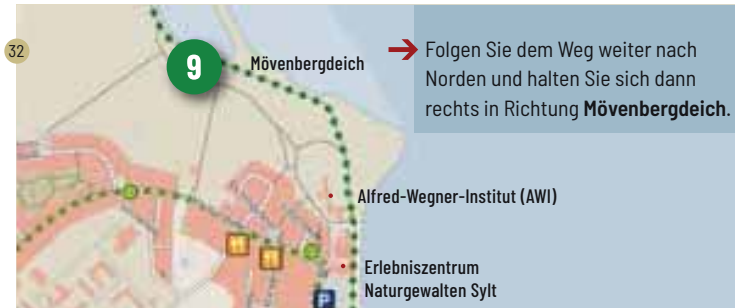 32
9
Mövenbergdeich
→ Folgen Sie dem Weg weiter nach
Norden und halten Sie sich dann
rechts in Richtung Mövenbergdeich.
Alfred-Wegner-Institut (AWI)
Erlebniszentrum
Naturgewalten Sylt
P